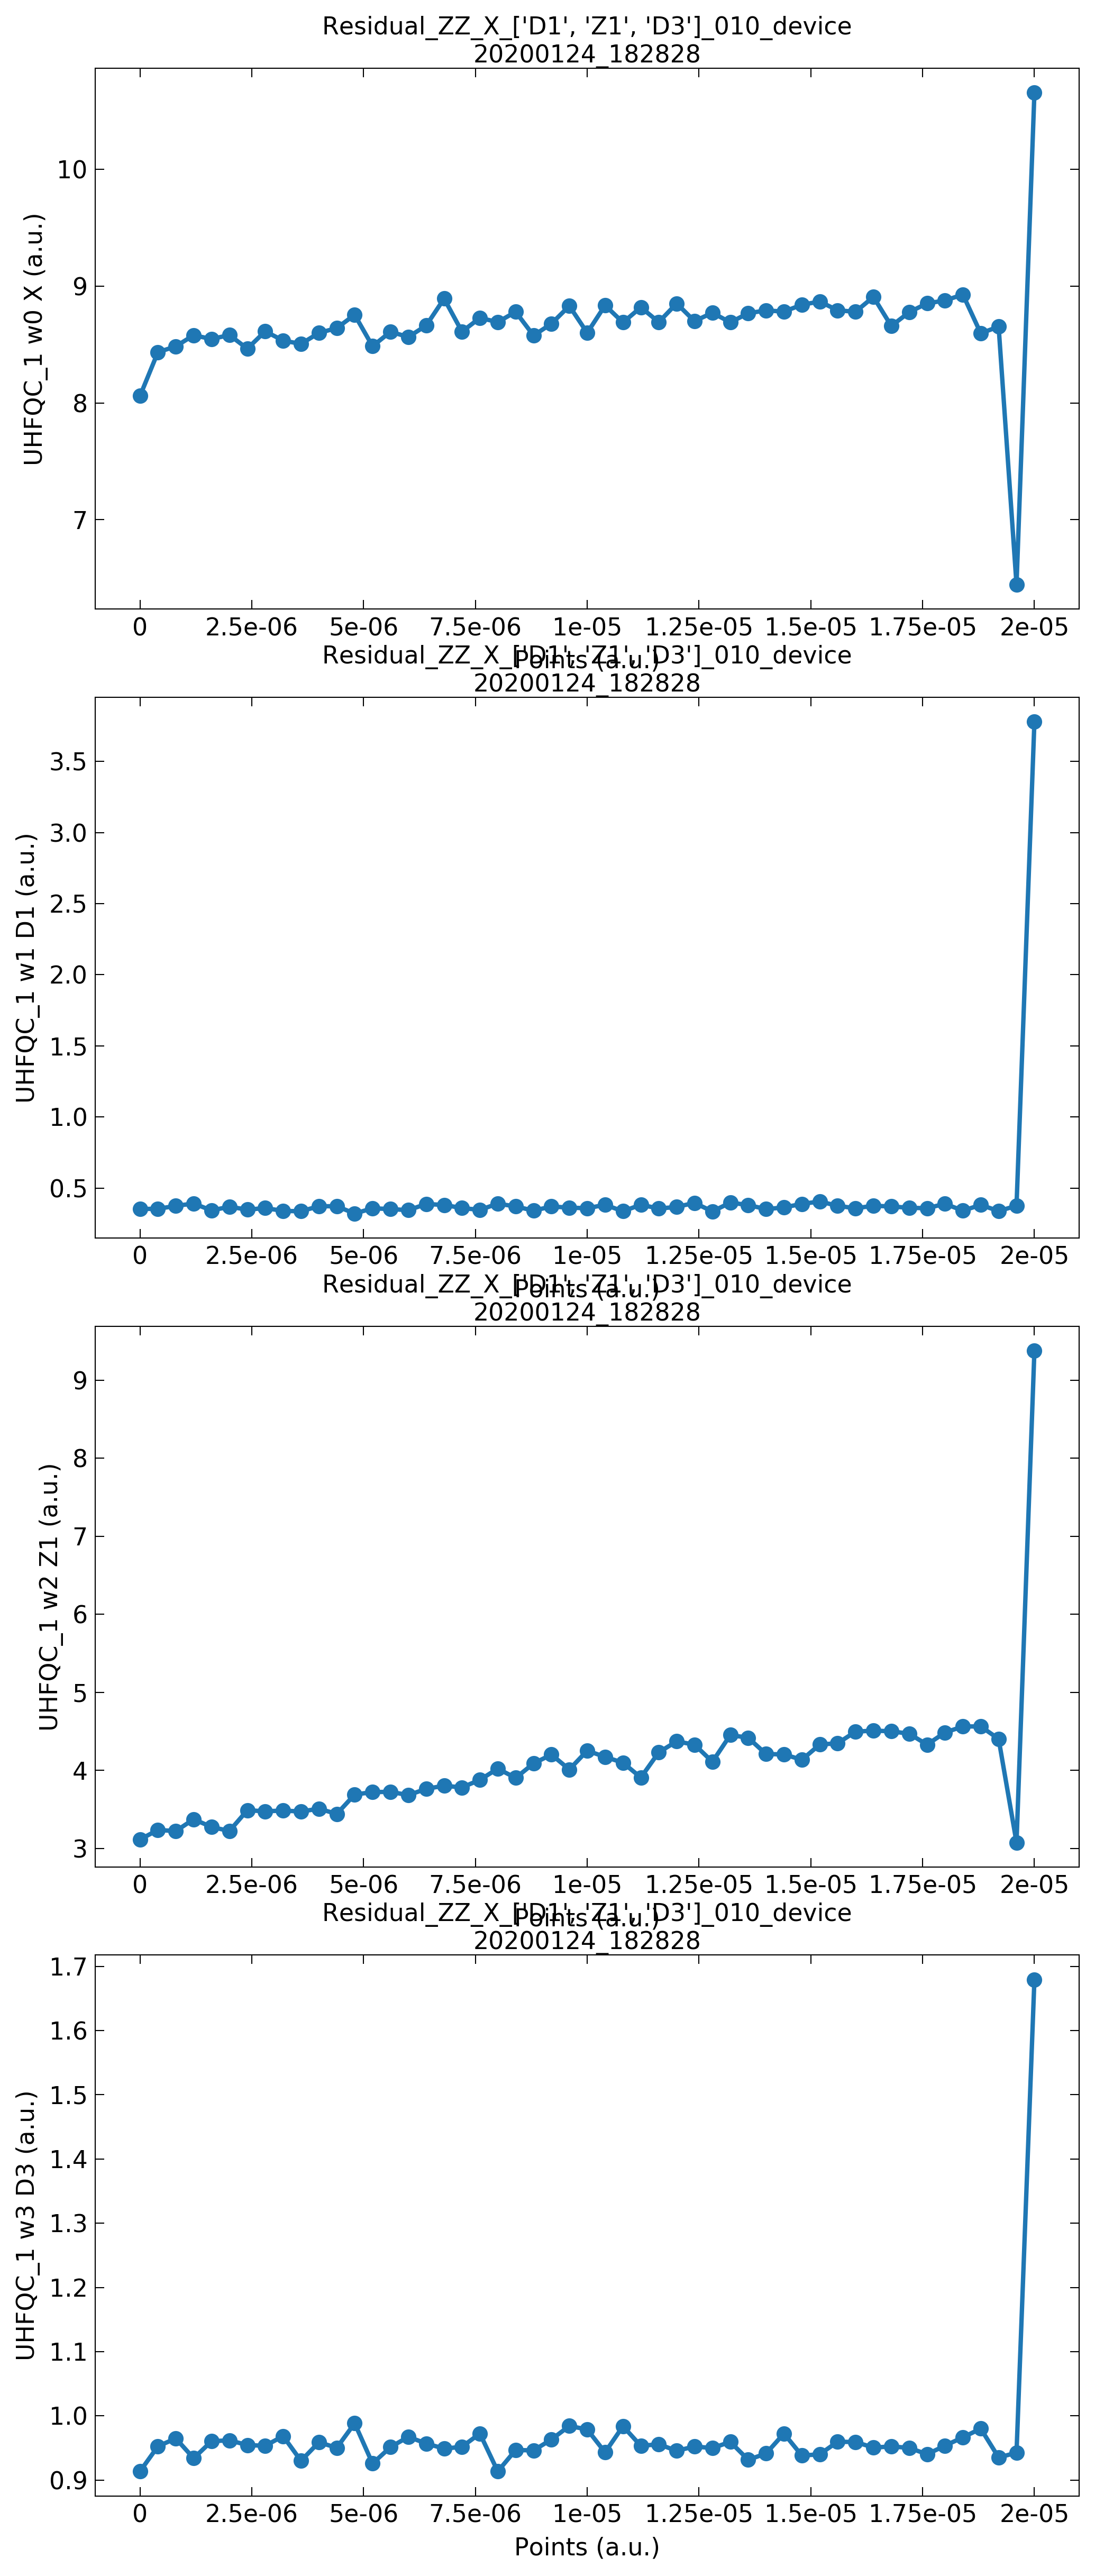 Residual_ZZ_X_['D1', 'Z1', 'D3']_010_device
20200124_182828
UHFQC_1 w0 X (a.u.)
10
9
8
7
0 2.5e-06 5e-06 7.5e-06 1e-05 1.25e-05 1.5e-05 1.75e-05 2e-05
Points (a.u.)
Residual_ZZ_X_['D1', 'Z1', 'D3']_010_device
20200124_182828
UHFQC_1 w1 D1 (a.u.)
3.5
3.0
2.5
2.0
1.5
1.0
0.5
0 2.5e-06 5e-06 7.5e-06 1e-05 1.25e-05 1.5e-05 1.75e-05 2e-05
Points (a.u.)
Residual_ZZ_X_['D1', 'Z1', 'D3']_010_device
20200124_182828
UHFQC_1 w2 Z1 (a.u.)
9
8
7
6
5
4
3
0 2.5e-06 5e-06 7.5e-06 1e-05 1.25e-05 1.5e-05 1.75e-05 2e-05
Points (a.u.)
Residual_ZZ_X_['D1', 'Z1', 'D3']_010_device
20200124_182828
UHFQC_1 w3 D3 (a.u.)
1.7
1.6
1.5
1.4
1.3
1.2
1.1
1.0
0.9
0 2.5e-06 5e-06 7.5e-06 1e-05 1.25e-05 1.5e-05 1.75e-05 2e-05
Points (a.u.)